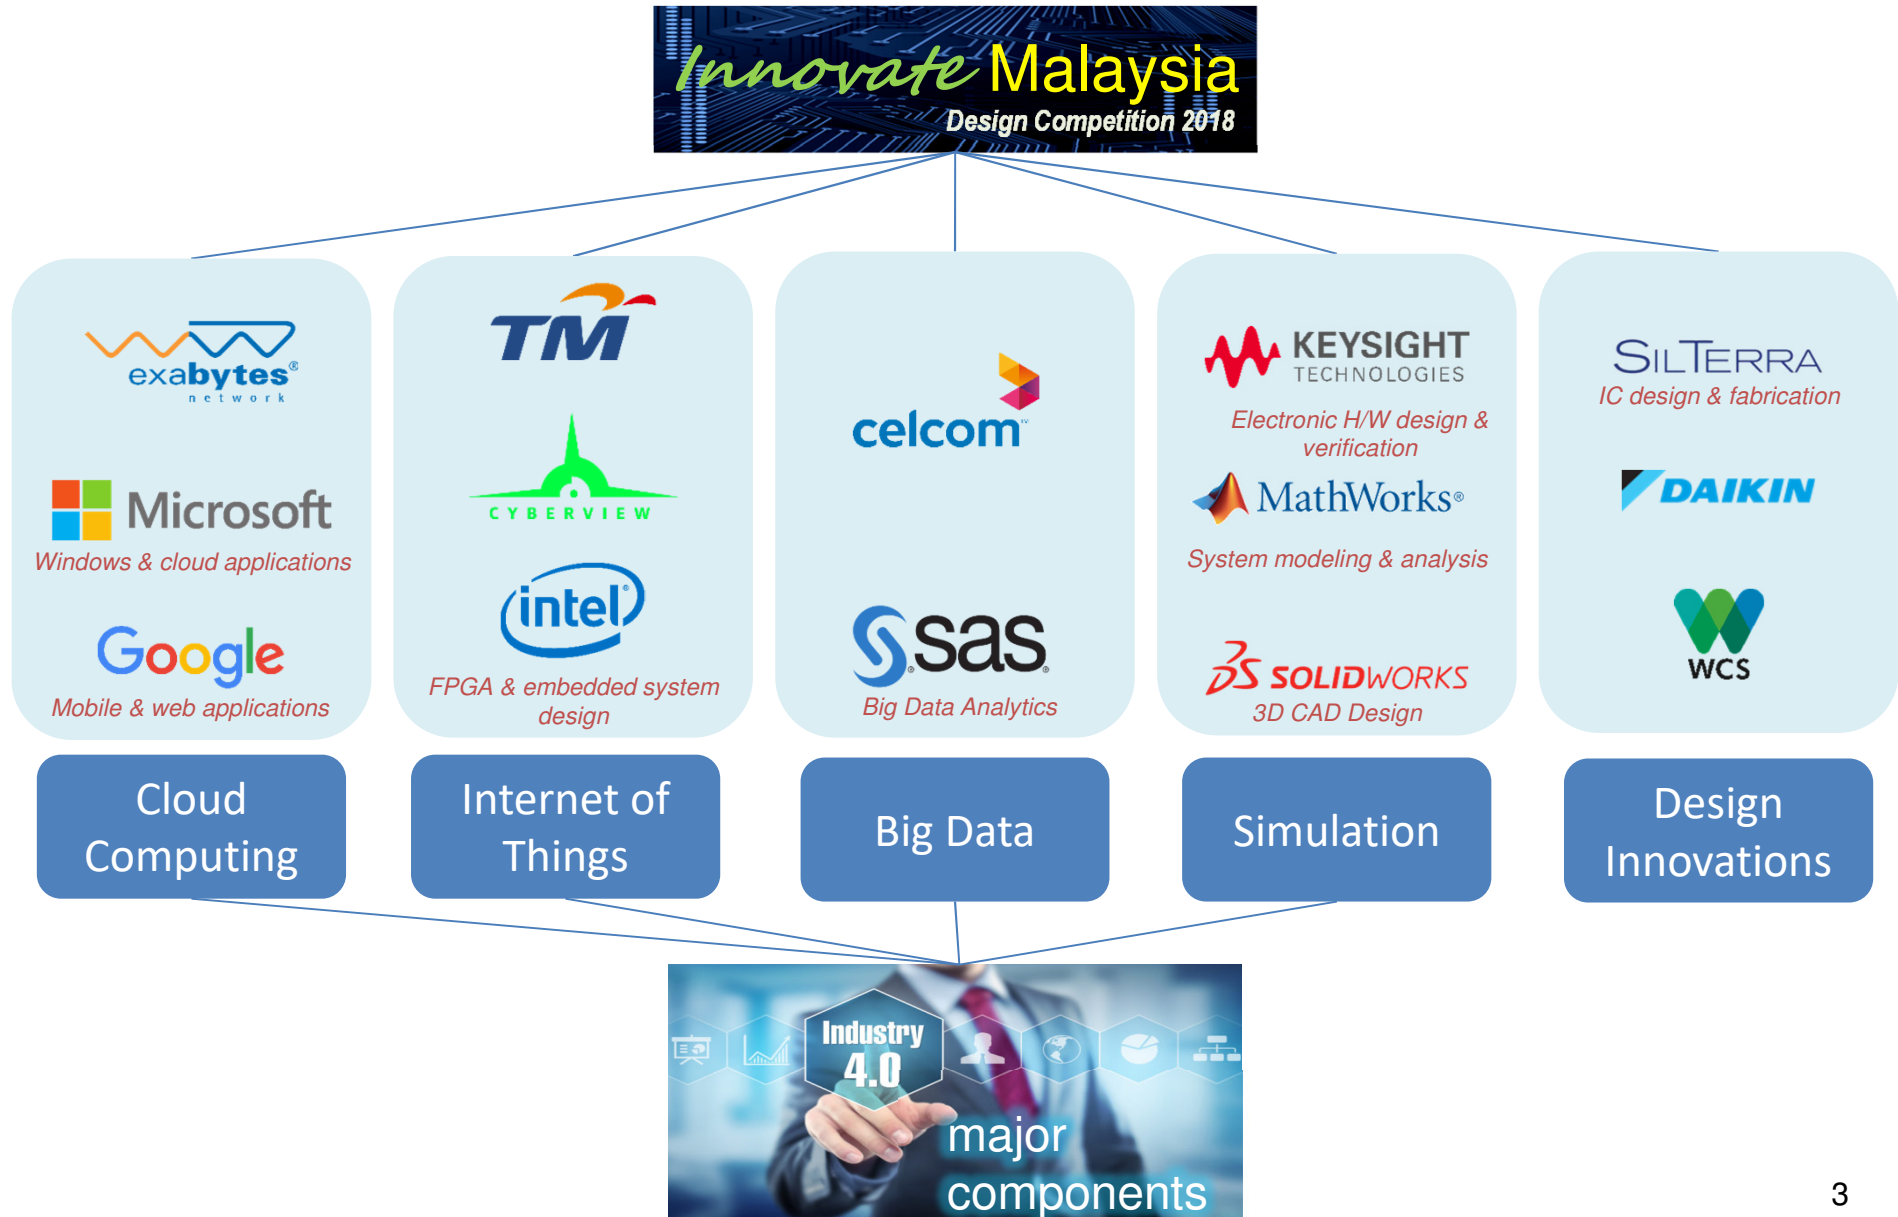 Innovate Malaysia
Design Competition 2018
exabytes®
network
Microsoft
Windows & cloud applications
Google
Mobile & web applications
TM
CYBERVIEW
intel®
FPGA & embedded system
design
celcom™
sas
Big Data Analytics
KEYSIGHT
TECHNOLOGIES
Electronic H/W design &
verification
MathWorks®
System modeling & analysis
SOLIDWORKS
3D CAD Design
SILTERRA
IC design & fabrication
DAIKIN
WCS
Cloud
Computing
Internet of
Things
Big Data
Simulation
Design
Innovations
Industry
4.0
major
components
3